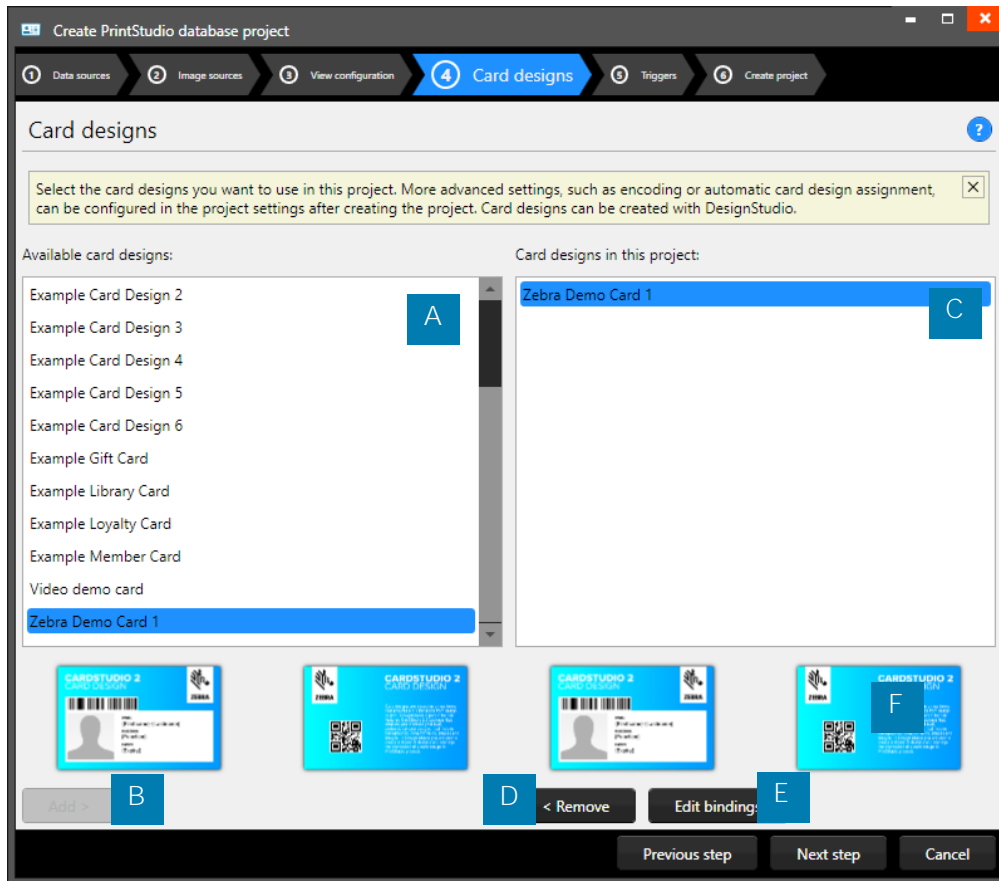 Create PrintStudio database project
1 Data sources
2 Image sources
3 View configuration
4 Card designs
5 Triggers
6 Create project
Card designs
?
Select the card designs you want to use in this project. More advanced settings, such as encoding or automatic card design assignment,
can be configured in the project settings after creating the project. Card designs can be created with DesignStudio.
Available card designs:
Example Card Design 2
Example Card Design 3
Example Card Design 4
Example Card Design 5
Example Card Design 6
Example Gift Card
Example Library Card
Example Loyalty Card
Example Member Card
Video demo card
Zebra Demo Card 1
A
Card designs in this project:
Zebra Demo Card 1
C
CARDSTUDIO 2
CARD DESIGN
ZEBRA
ZEBRA
CARDSTUDIO 2
CARD DESIGN
CARDSTUDIO 2
CARD DESIGN
ZEBRA
ZEBRA
CARDSTUDIO 2
F
Add >
B
D
< Remove
Edit binding
E
Previous step
Next step
Cancel